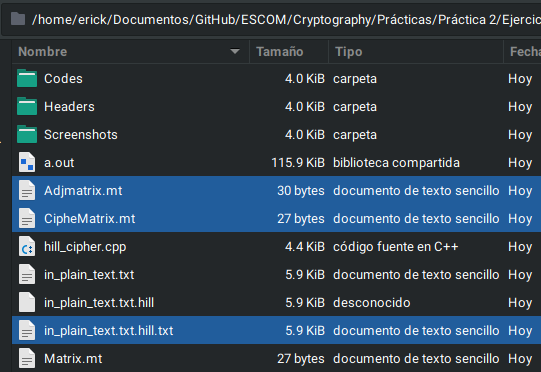 /home/erick/Documentos/GitHub/ESCOM/Cryptography/Prácticas/Práctica 2/Ejercic
Nombre Tamaño Tipo Fecha
Codes 4.0 KiB carpeta Hoy
Headers 4.0 KiB carpeta Hoy
Screenshots 4.0 KiB carpeta Hoy
a.out 115.9 KiB biblioteca compartida Hoy
Adjmatrix.mt 30 bytes documento de texto sencillo Hoy
CipheMatrix.mt 27 bytes documento de texto sencillo Hoy
hill_cipher.cpp 4.4 KiB código fuente en C++ Hoy
in_plain_text.txt 5.9 KiB documento de texto sencillo Hoy
in_plain_text.txt.hill 5.9 KiB desconocido Hoy
in_plain_text.txt.hill.txt 5.9 KiB documento de texto sencillo Hoy
Matrix.mt 27 bytes documento de texto sencillo Hoy